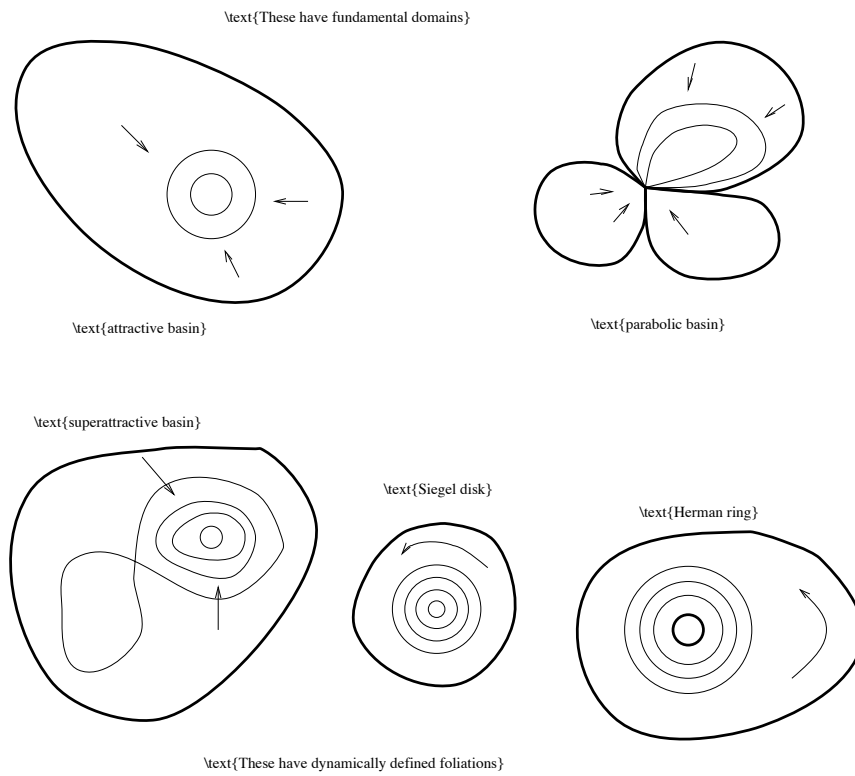 \text{These have fundamental domains}
\text{attractive basin}
\text{parabolic basin}
\text{superattractive basin}
\text{Siegel disk}
\text{Herman ring}
\text{These have dynamically defined foliations}